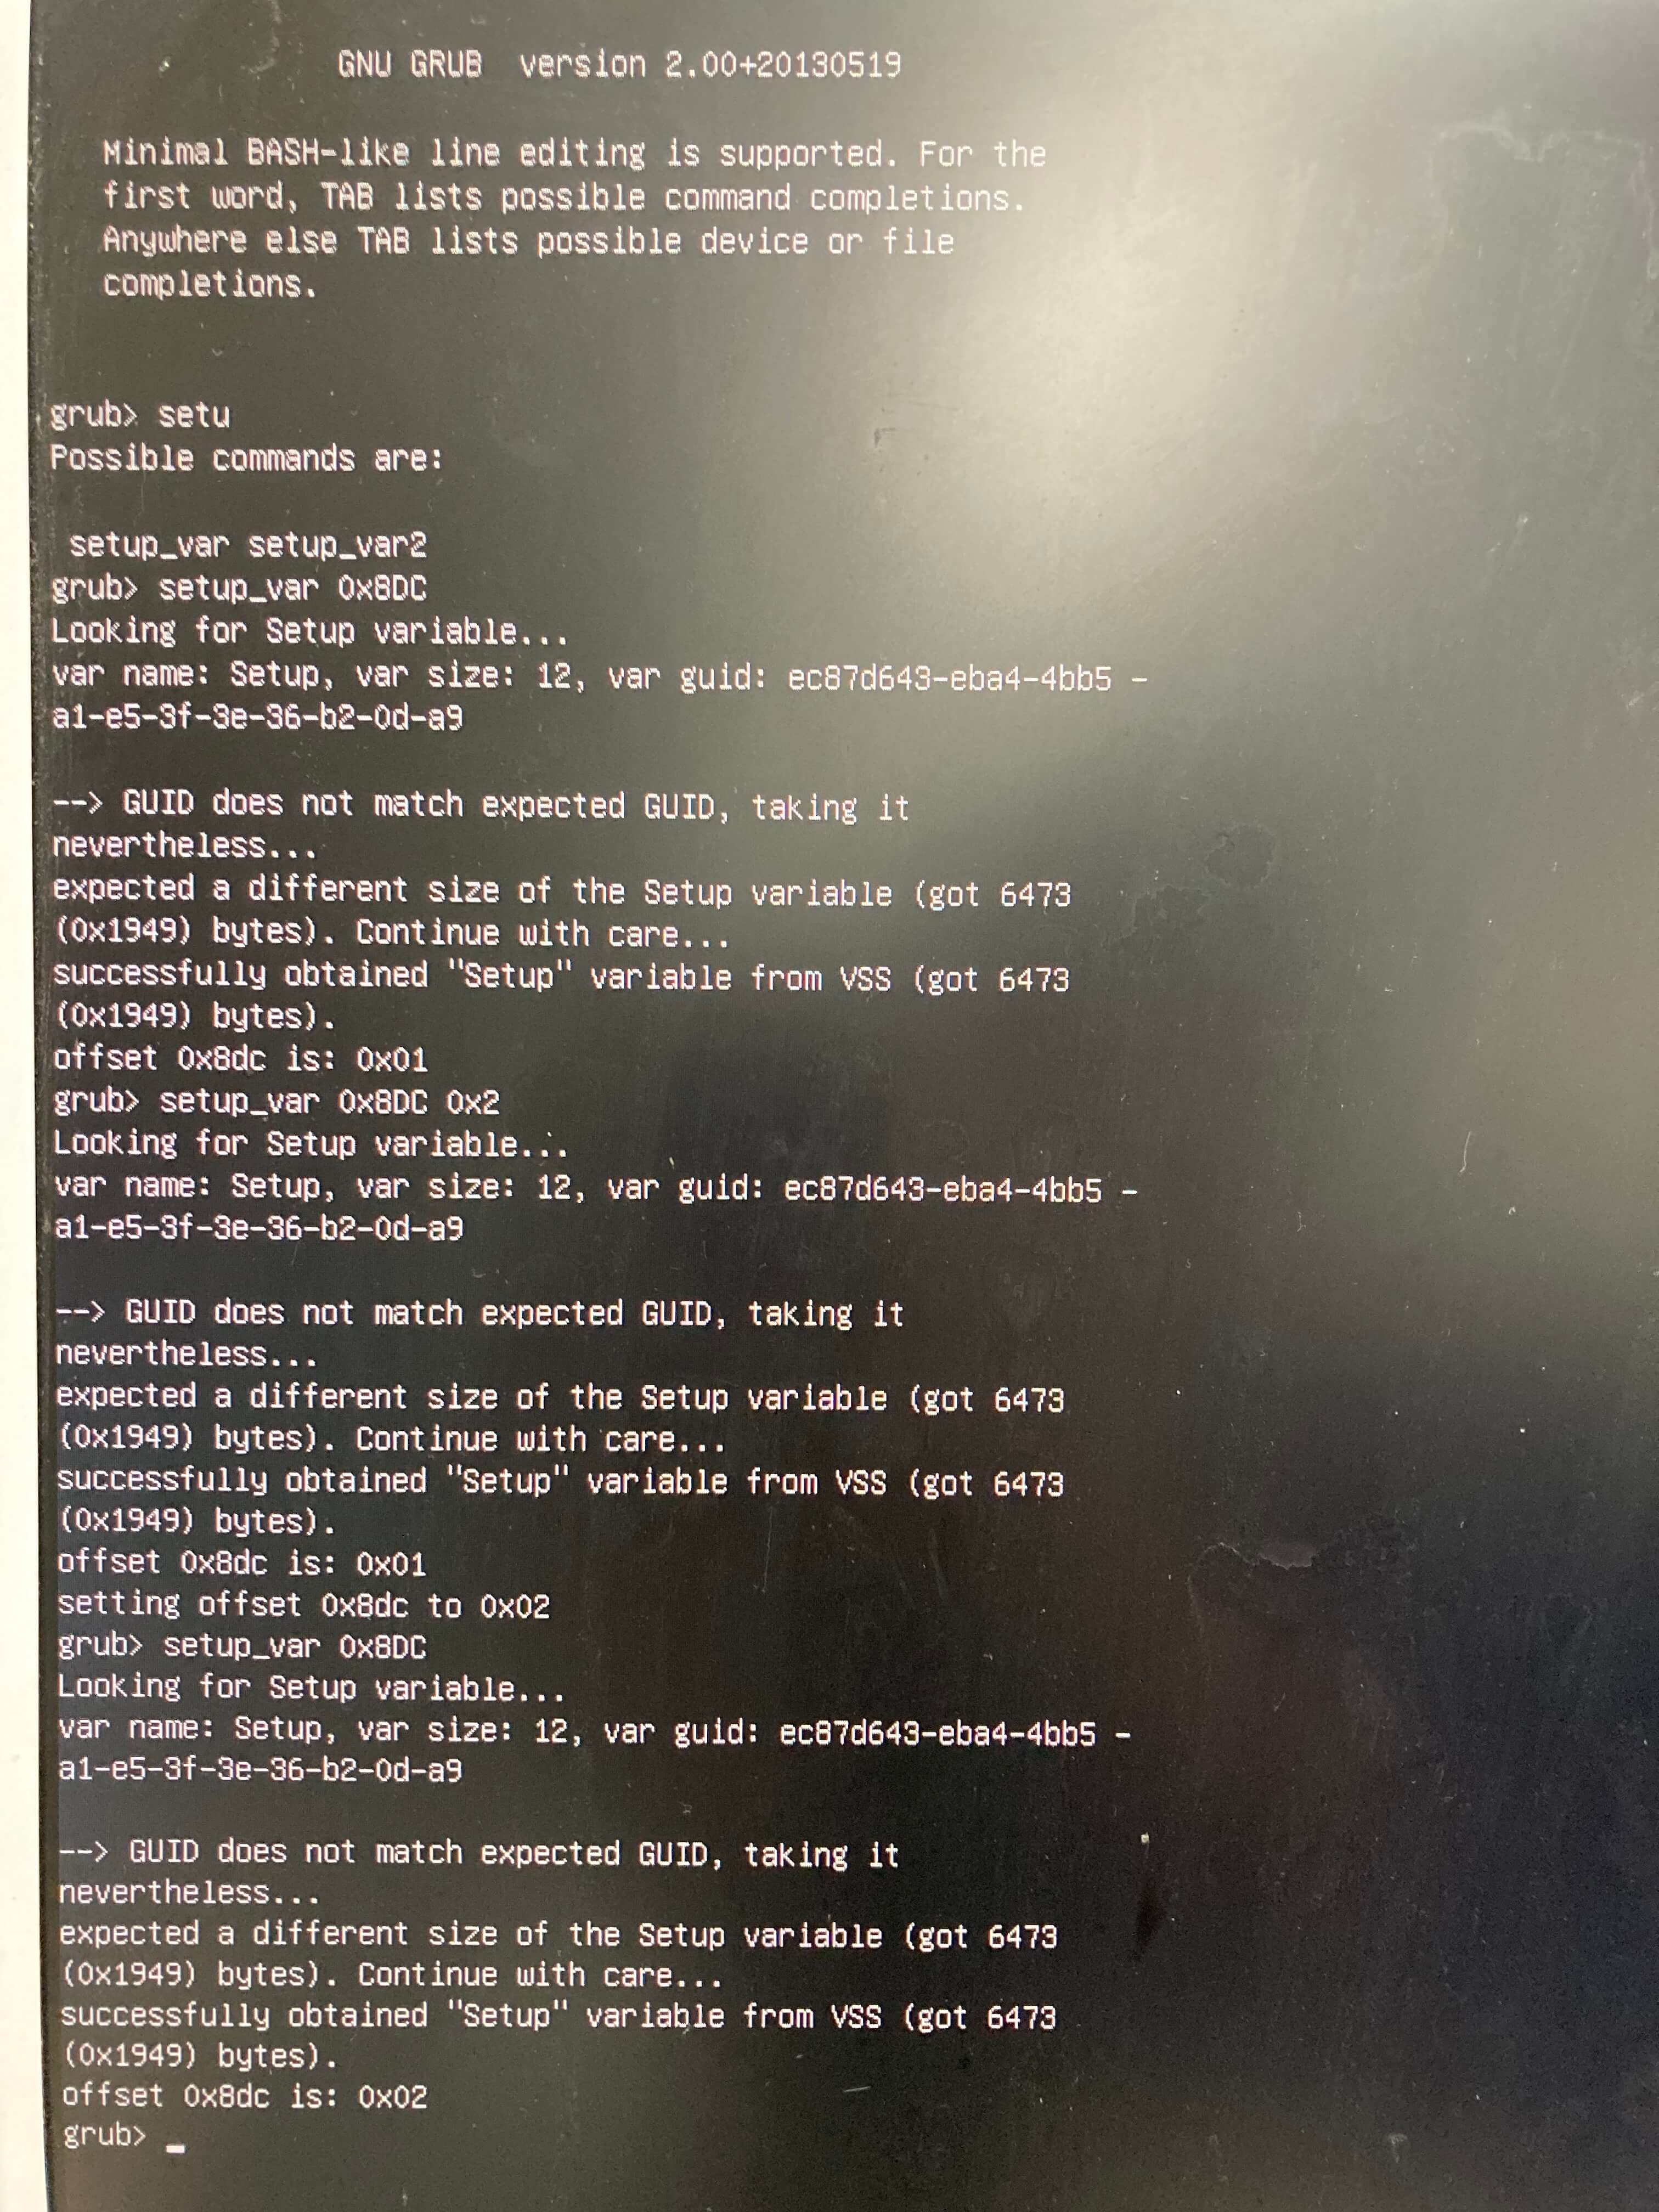 GNU GRUB  version 2.00+20130519
Minimal BASH-like line editing is supported. For the
first word, TAB lists possible command completions.
Anywhere else TAB lists possible device or file
completions.
grub> setu
Possible commands are:
setup_var setup_var2
grub> setup_var 0x8DC
Looking for Setup variable...
var name: Setup, var size: 12, var guid: ec87d643-eba4-4bb5 -
a1-e5-3f-3e-36-b2-0d-a9
--> GUID does not match expected GUID, taking it
nevertheless...
expected a different size of the Setup variable (got 6473
(0x1949) bytes). Continue with care...
successfully obtained "Setup" variable from VSS (got 6473
(0x1949) bytes).
offset 0x8dc is: 0x01
grub> setup_var 0x8DC 0x2
Looking for Setup variable...
var name: Setup, var size: 12, var guid: ec87d643-eba4-4bb5 -
a1-e5-3f-3e-36-b2-0d-a9
--> GUID does not match expected GUID, taking it
nevertheless...
expected a different size of the Setup variable (got 6473
(0x1949) bytes). Continue with care...
successfully obtained "Setup" variable from VSS (got 6473
(0x1949) bytes).
offset 0x8dc is: 0x01
setting offset 0x8dc to 0x02
grub> setup_var 0x8DC
Looking for Setup variable...
var name: Setup, var size: 12, var guid: ec87d643-eba4-4bb5 -
a1-e5-3f-3e-36-b2-0d-a9
--> GUID does not match expected GUID, taking it
nevertheless...
expected a different size of the Setup variable (got 6473
(0x1949) bytes). Continue with care...
successfully obtained "Setup" variable from VSS (got 6473
(0x1949) bytes).
offset 0x8dc is: 0x02
grub> _